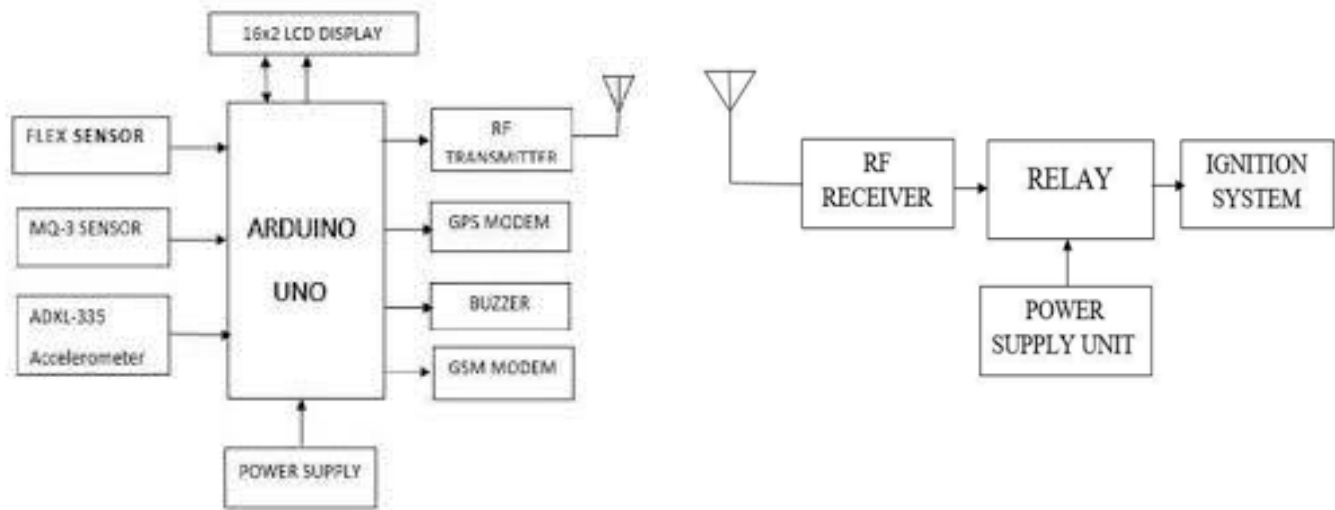 16x2 LCD DISPLAY
FLEX SENSOR
MQ-3 SENSOR
ADXL-335
Accelerometer
ARDUINO
UNO
POWER SUPPLY
RF
TRANSMITTER
GPS MODEM
BUZZER
GSM MODEM
RF
RECEIVER
RELAY
IGNITION
SYSTEM
POWER
SUPPLY UNIT